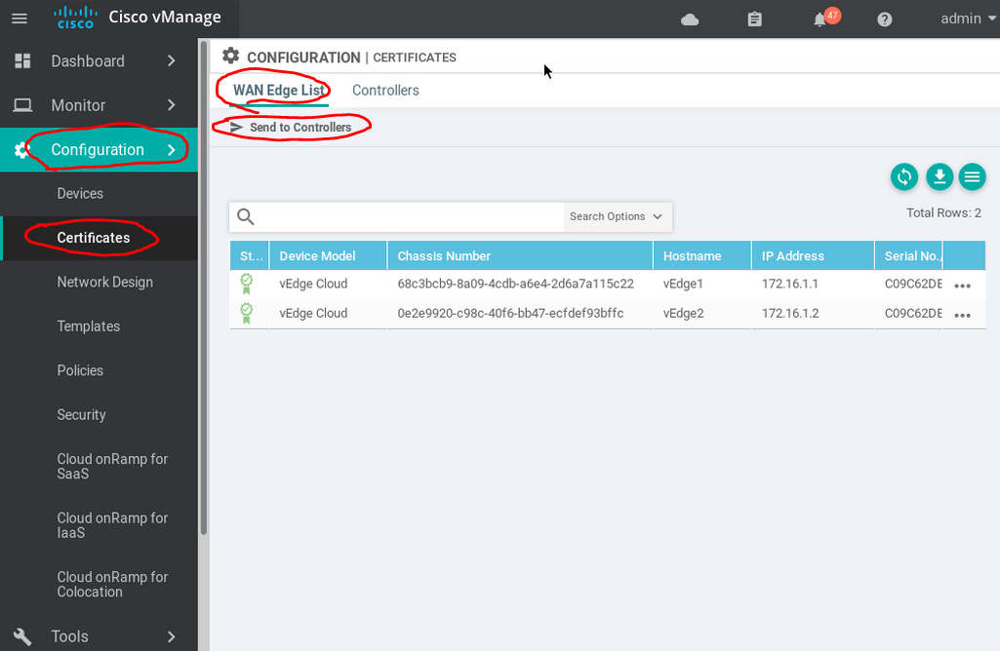 cisco Cisco vManage
47
admin
Dashboard
Monitor
Configuration
Devices
Certificates
Network Design
Templates
Policies
Security
Cloud onRamp for
SaaS
Cloud onRamp for
IaaS
Cloud onRamp for
Colocation
Tools
CONFIGURATION | CERTIFICATES
WAN Edge List Controllers
Send to Controllers
Search Options
Total Rows: 2
St... Device Model Chassis Number Hostname IP Address Serial No.
vEdge Cloud 68c3bcb9-8a09-4cdb-a6e4-2d6a7a115c22 vEdge1 172.16.1.1 C09C62DE
vEdge Cloud 0e2e9920-c98c-40f6-bb47-ecfdef93bffc vEdge2 172.16.1.2 C09C62DE